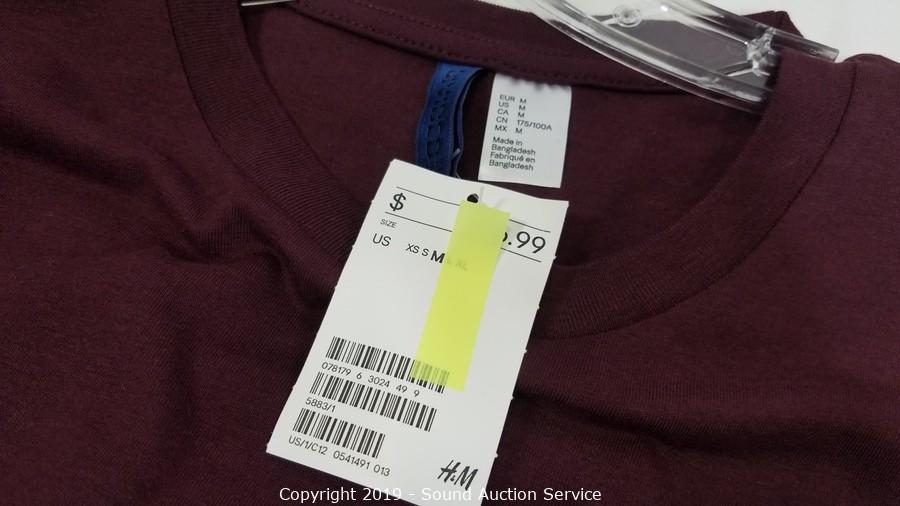 EUR M
US M
CA M
CN 175/100A
MX M
Made in
Bangladesh
Fabriqué en
Bangladesh
$ .99
SIZE
US XS S M L XL
078179 6 3024 49 9
5883/1
US/1/C12 0541491 013
H&M
Copyright 2019 - Sound Auction Service